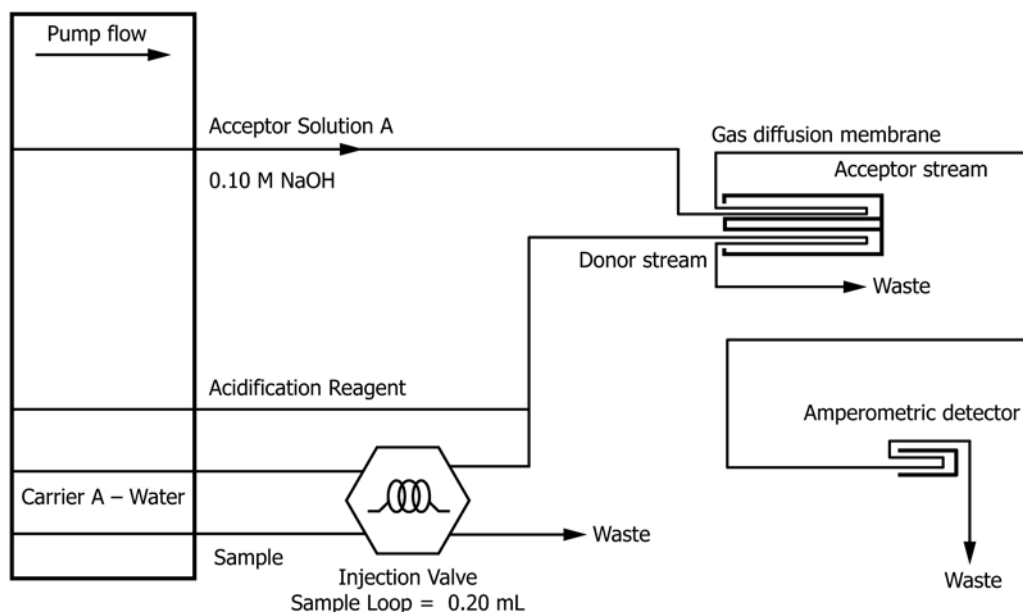 Pump flow
Acceptor Solution A
0.10 M NaOH
Gas diffusion membrane
Acceptor stream
Donor stream
Waste
Acidification Reagent
Amperometric detector
Carrier A – Water
Waste
Sample
Injection Valve
Sample Loop = 0.20 mL
Waste